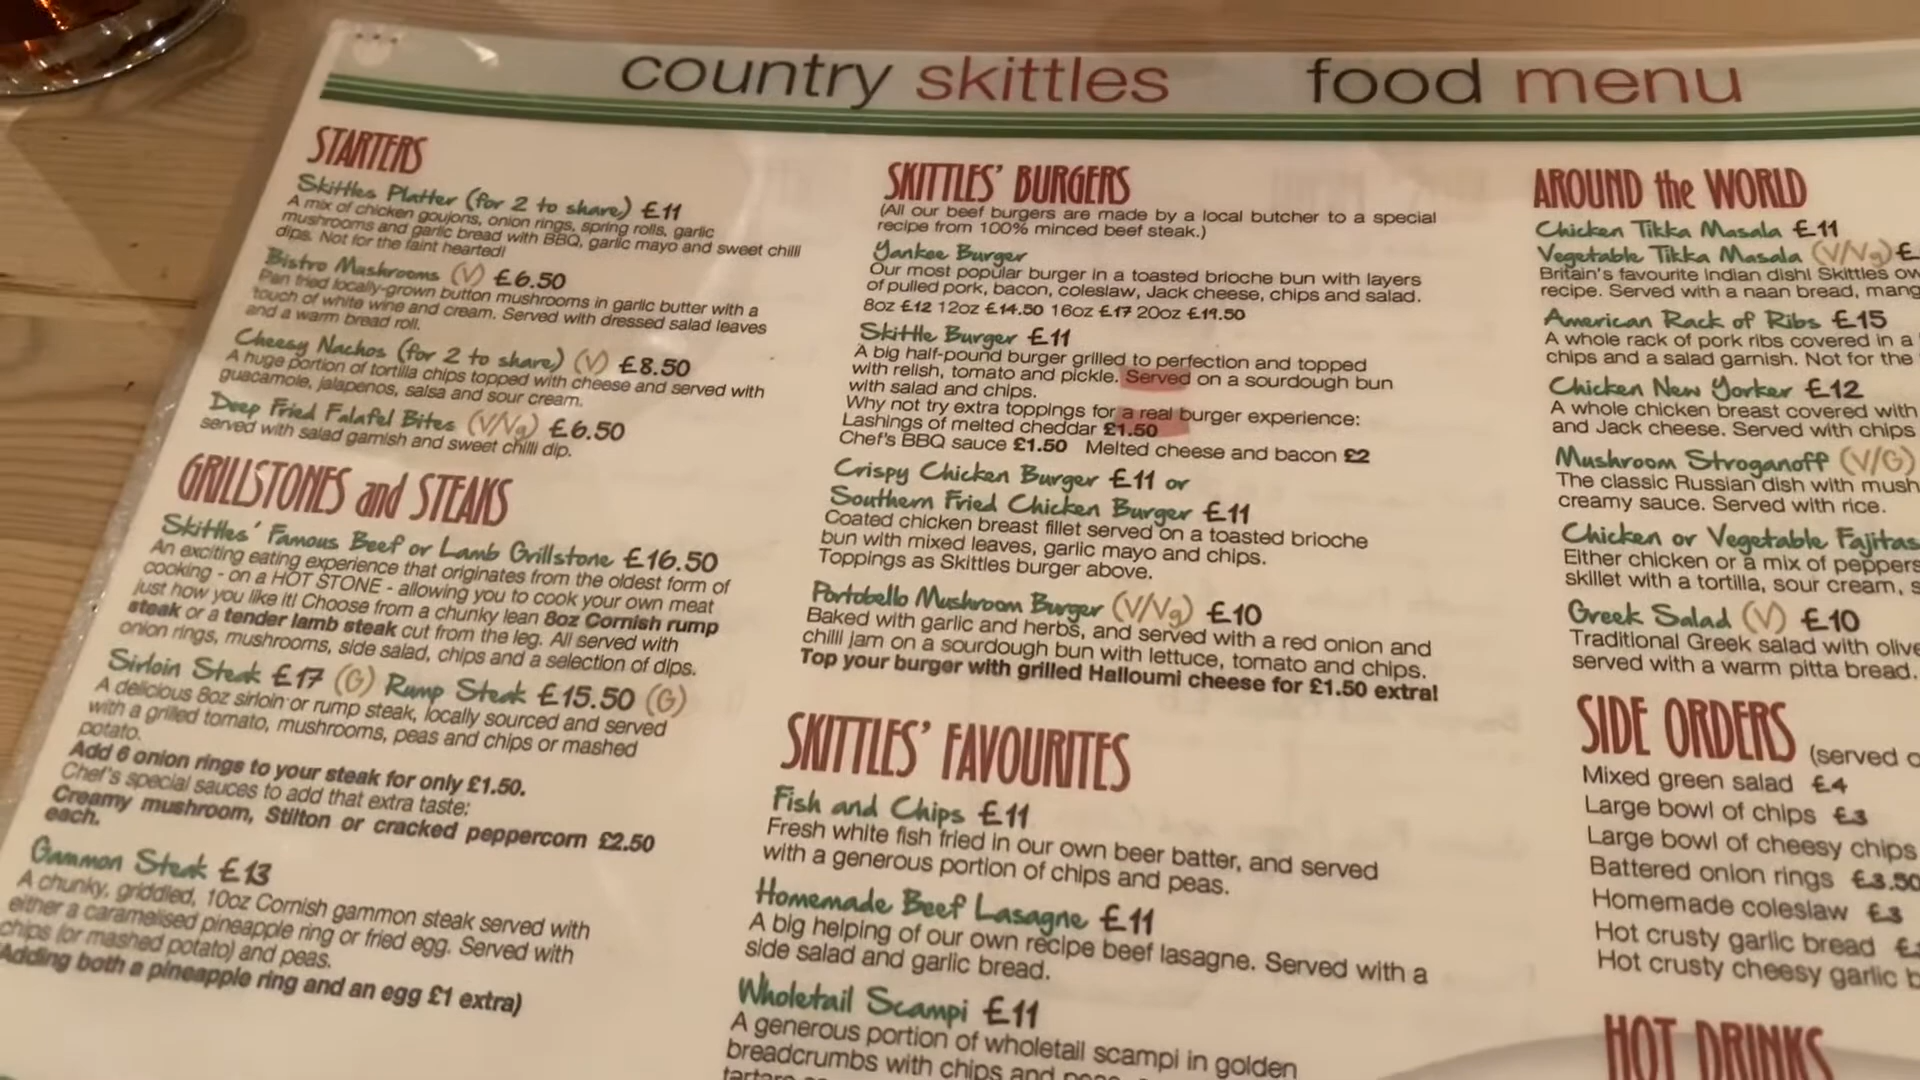 country skittles food menu
STARTERS
Skittles Platter (for 2 to share) £11
A mix of chicken goujons, onion rings, spring rolls, garlic
mushrooms and garlic bread with BBQ, garlic mayo and sweet chilli
dips. Not for the faint hearted!
Bistro Mushrooms (V) £6.50
Pan fried locally-grown button mushrooms in garlic butter with a
touch of white wine and cream. Served with dressed salad leaves
and a warm bread roll.
Cheesy Nachos (for 2 to share) (V) £8.50
A huge portion of tortilla chips topped with cheese and served with
guacamole, jalapenos, salsa and sour cream.
Deep Fried Falafel Bites (V/Vg) £6.50
served with salad garnish and sweet chilli dip.
GRILLSTONES and STEAKS
Skittles' Famous Beef or Lamb Grillstone £16.50
An exciting eating experience that originates from the oldest form of
cooking - on a HOT STONE - allowing you to cook your own meat
just how you like it! Choose from a chunky lean 8oz Cornish rump
steak or a tender lamb steak cut from the leg. All served with
onion rings, mushrooms, side salad, chips and a selection of dips.
Sirloin Steak £17 (G) Rump Steak £15.50 (G)
A delicious 8oz sirloin or rump steak, locally sourced and served
with a grilled tomato, mushrooms, peas and chips or mashed
potato.
Add 6 onion rings to your steak for only £1.50.
Chef's special sauces to add that extra taste:
Creamy mushroom, Stilton or cracked peppercorn £2.50
each.
Gammon Steak £13
A chunky, griddled, 10oz Cornish gammon steak served with
either a caramelised pineapple ring or fried egg. Served with
chips (or mashed potato) and peas.
Adding both a pineapple ring and an egg £1 extra)
SKITTLES' BURGERS
(All our beef burgers are made by a local butcher to a special
recipe from 100% minced beef steak.)
Yankee Burger
Our most popular burger in a toasted brioche bun with layers
of pulled pork, bacon, coleslaw, Jack cheese, chips and salad.
8oz £12 12oz £14.50 16oz £17 20oz £19.50
Skittle Burger £11
A big half-pound burger grilled to perfection and topped
with relish, tomato and pickle. Served on a sourdough bun
with salad and chips.
Why not try extra toppings for a real burger experience:
Lashings of melted cheddar £1.50
Chef's BBQ sauce £1.50 Melted cheese and bacon £2
Crispy Chicken Burger £11 or
Southern Fried Chicken Burger £11
Coated chicken breast fillet served on a toasted brioche
bun with mixed leaves, garlic mayo and chips.
Toppings as Skittles burger above.
Portobello Mushroom Burger (V/Vg) £10
Baked with garlic and herbs, and served with a red onion and
chilli jam on a sourdough bun with lettuce, tomato and chips.
Top your burger with grilled Halloumi cheese for £1.50 extra!
SKITTLES' FAVOURITES
Fish and Chips £11
Fresh white fish fried in our own beer batter, and served
with a generous portion of chips and peas.
Homemade Beef Lasagne £11
A big helping of our own recipe beef lasagne. Served with a
side salad and garlic bread.
Wholetail Scampi £11
A generous portion of wholetail scampi in golden
breadcrumbs with chips and
AROUND the WORLD
Chicken Tikka Masala £11
Vegetable Tikka Masala (V/Vg) £
Britain's favourite Indian dish! Skittles ow
recipe. Served with a naan bread, mang
American Rack of Ribs £15
A whole rack of pork ribs covered in a
chips and a salad garnish. Not for the
Chicken New Yorker £12
A whole chicken breast covered with
and Jack cheese. Served with chips
Mushroom Stroganoff (V/G)
The classic Russian dish with mush
creamy sauce. Served with rice.
Chicken or Vegetable Fajitas
Either chicken or a mix of peppers
skillet with a tortilla, sour cream, s
Greek Salad (V) £10
Traditional Greek salad with olive
served with a warm pitta bread.
SIDE ORDERS (served o
Mixed green salad £4
Large bowl of chips £3
Large bowl of cheesy chips
Battered onion rings £3.50
Homemade coleslaw £3
Hot crusty garlic bread £
Hot crusty cheesy garlic b
HOT DRINKS